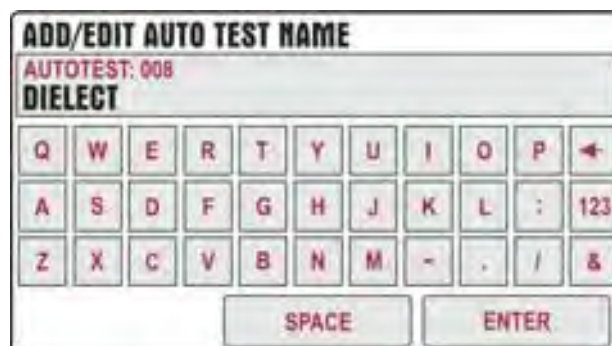 ADD/EDIT AUTO TEST NAME
AUTOTEST: 008
DIELECT
Q W E R T Y U I O P ←
A S D F G H J K L : 123
Z X C V B N M - . / &
SPACE ENTER